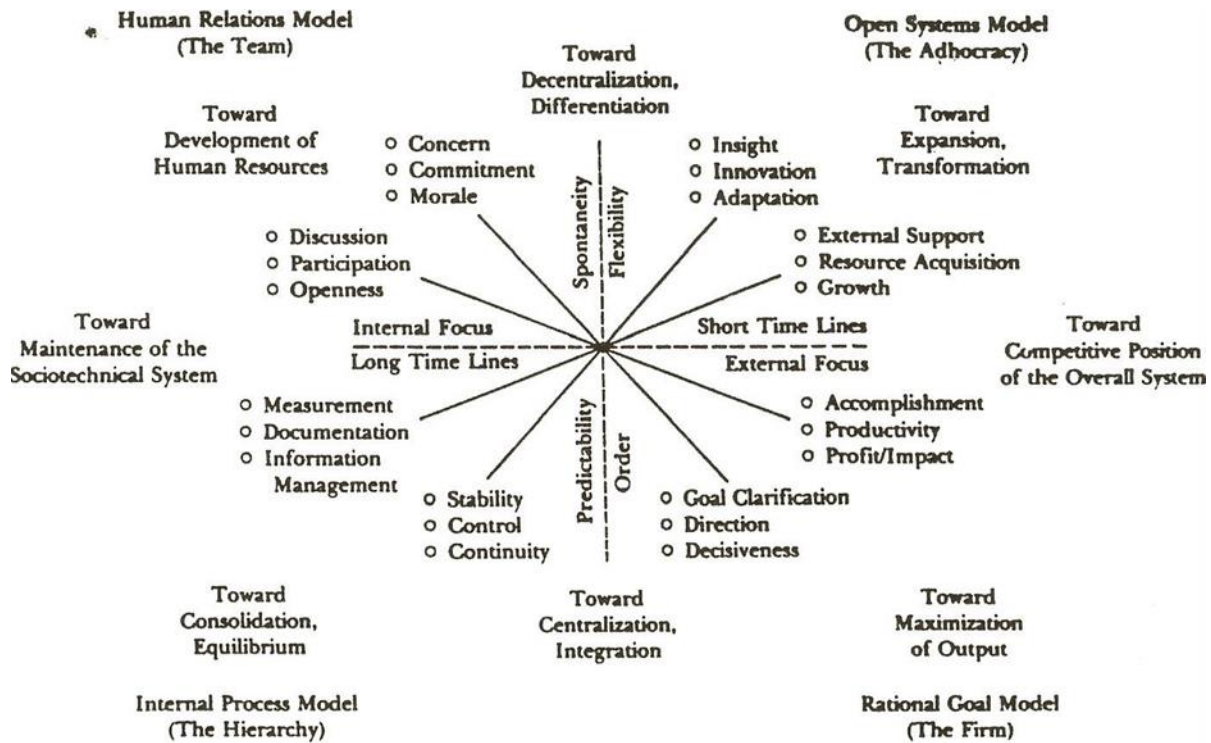 Human Relations Model
(The Team)
Open Systems Model
(The Adhocracy)
Toward
Decentralization,
Differentiation
Toward
Development of
Human Resources
Toward
Expansion,
Transformation
o Concern
o Commitment
o Morale
o Insight
o Innovation
o Adaptation
Spontaneity
Flexibility
o Discussion
o Participation
o Openness
o External Support
o Resource Acquisition
o Growth
Toward
Maintenance of the
Sociotechnical System
Internal Focus
Long Time Lines
Short Time Lines
External Focus
Toward
Competitive Position
of the Overall System
o Measurement
o Documentation
o Information
Management
o Accomplishment
o Productivity
o Profit/Impact
Predictability
Order
o Stability
o Control
o Continuity
o Goal Clarification
o Direction
o Decisiveness
Toward
Consolidation,
Equilibrium
Toward
Centralization,
Integration
Toward
Maximization
of Output
Internal Process Model
(The Hierarchy)
Rational Goal Model
(The Firm)